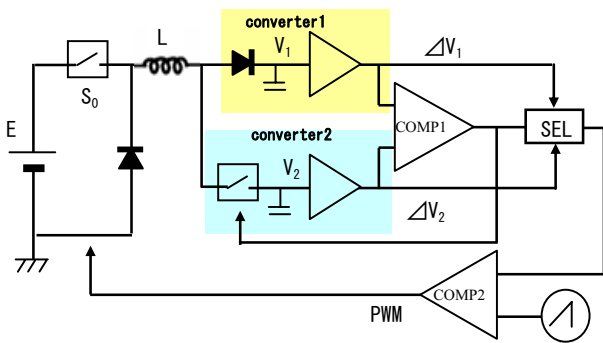 converter1
L
V1
⊿V1
S0
E
COMP1
SEL
converter2
V2
⊿V2
COMP2
PWM